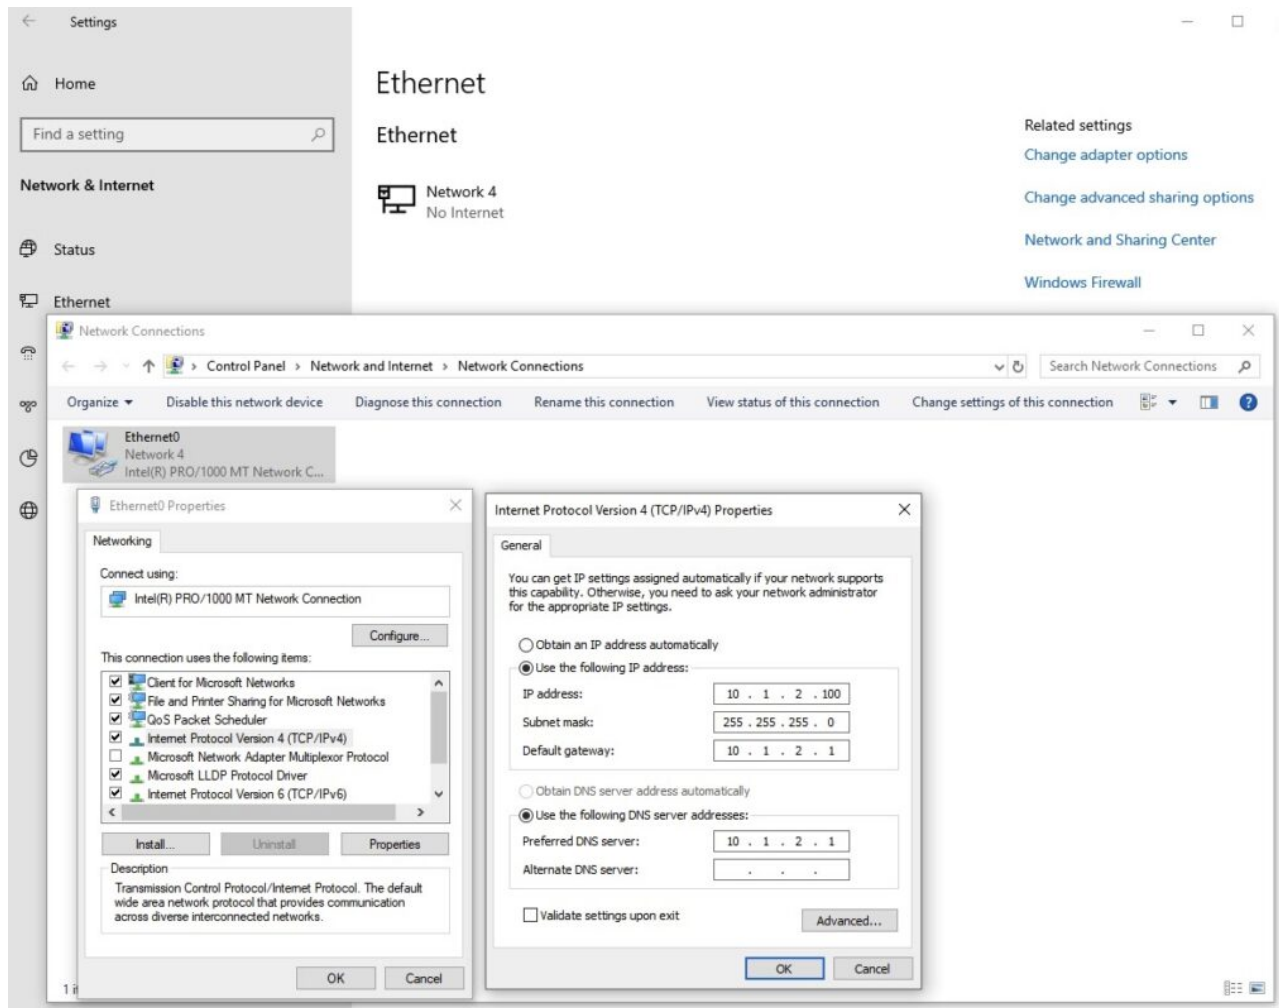 Settings
Home
Find a setting
Network & Internet
Status
Ethernet
Ethernet
Ethernet
Network 4
No Internet
Related settings
Change adapter options
Change advanced sharing options
Network and Sharing Center
Windows Firewall
Network Connections
Control Panel > Network and Internet > Network Connections
Search Network Connections
Organize
Disable this network device
Diagnose this connection
Rename this connection
View status of this connection
Change settings of this connection
Ethernet0
Network 4
Intel(R) PRO/1000 MT Network C...
Ethernet0 Properties
Networking
Connect using:
Intel(R) PRO/1000 MT Network Connection
Configure...
This connection uses the following items:
Client for Microsoft Networks
File and Printer Sharing for Microsoft Networks
QoS Packet Scheduler
Internet Protocol Version 4 (TCP/IPv4)
Microsoft Network Adapter Multiplexor Protocol
Microsoft LLDP Protocol Driver
Internet Protocol Version 6 (TCP/IPv6)
Install...
Uninstall
Properties
Description
Transmission Control Protocol/Internet Protocol. The default
wide area network protocol that provides communication
across diverse interconnected networks.
OK
Cancel
Internet Protocol Version 4 (TCP/IPv4) Properties
General
You can get IP settings assigned automatically if your network supports
this capability. Otherwise, you need to ask your network administrator
for the appropriate IP settings.
Obtain an IP address automatically
Use the following IP address:
IP address: 10 . 1 . 2 . 100
Subnet mask: 255 . 255 . 255 . 0
Default gateway: 10 . 1 . 2 . 1
Obtain DNS server address automatically
Use the following DNS server addresses:
Preferred DNS server: 10 . 1 . 2 . 1
Alternate DNS server: . . .
Validate settings upon exit
Advanced...
OK
Cancel